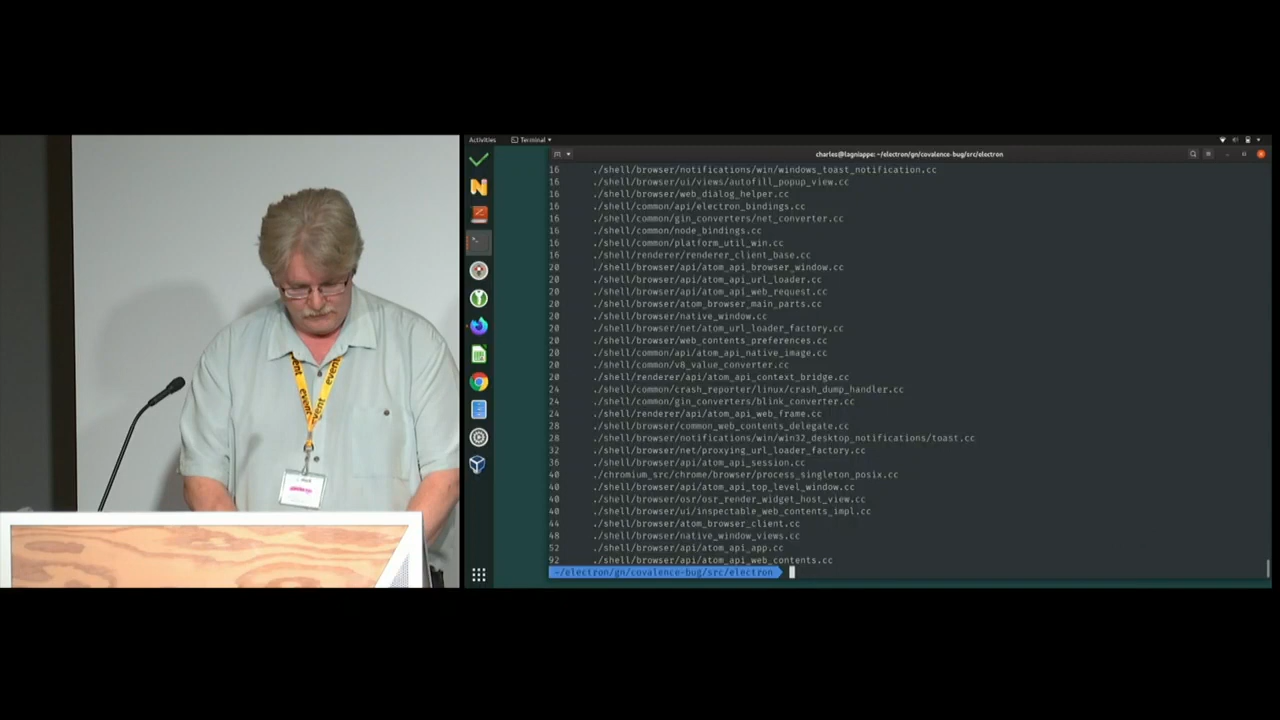 event
event
Activities
Terminal
charles@lagniappe: ~/electron/gn/covalence-bug/src/electron
16 ./shell/browser/notifications/win/windows_toast_notification.cc
16 ./shell/browser/ui/views/autofill_popup_view.cc
16 ./shell/browser/web_dialog_helper.cc
16 ./shell/common/api/electron_bindings.cc
16 ./shell/common/gin_converters/net_converter.cc
16 ./shell/common/node_bindings.cc
16 ./shell/common/platform_util_win.cc
16 ./shell/renderer/renderer_client_base.cc
20 ./shell/browser/api/atom_api_browser_window.cc
20 ./shell/browser/api/atom_api_url_loader.cc
20 ./shell/browser/api/atom_api_web_request.cc
20 ./shell/browser/atom_browser_main_parts.cc
20 ./shell/browser/native_window.cc
20 ./shell/browser/net/atom_url_loader_factory.cc
20 ./shell/browser/web_contents_preferences.cc
20 ./shell/common/api/atom_api_native_image.cc
20 ./shell/common/v8_value_converter.cc
20 ./shell/renderer/api/atom_api_context_bridge.cc
24 ./shell/common/crash_reporter/linux/crash_dump_handler.cc
24 ./shell/common/gin_converters/blink_converter.cc
24 ./shell/renderer/api/atom_api_web_frame.cc
28 ./shell/browser/common_web_contents_delegate.cc
28 ./shell/browser/notifications/win/win32_desktop_notifications/toast.cc
32 ./shell/browser/net/proxying_url_loader_factory.cc
36 ./shell/browser/api/atom_api_session.cc
40 ./chromium_src/chrome/browser/process_singleton_posix.cc
40 ./shell/browser/api/atom_api_top_level_window.cc
40 ./shell/browser/osr/osr_render_widget_host_view.cc
40 ./shell/browser/ui/inspectable_web_contents_impl.cc
44 ./shell/browser/atom_browser_client.cc
48 ./shell/browser/native_window_views.cc
52 ./shell/browser/api/atom_api_app.cc
92 ./shell/browser/api/atom_api_web_contents.cc
~/electron/gn/covalence-bug/src/electron